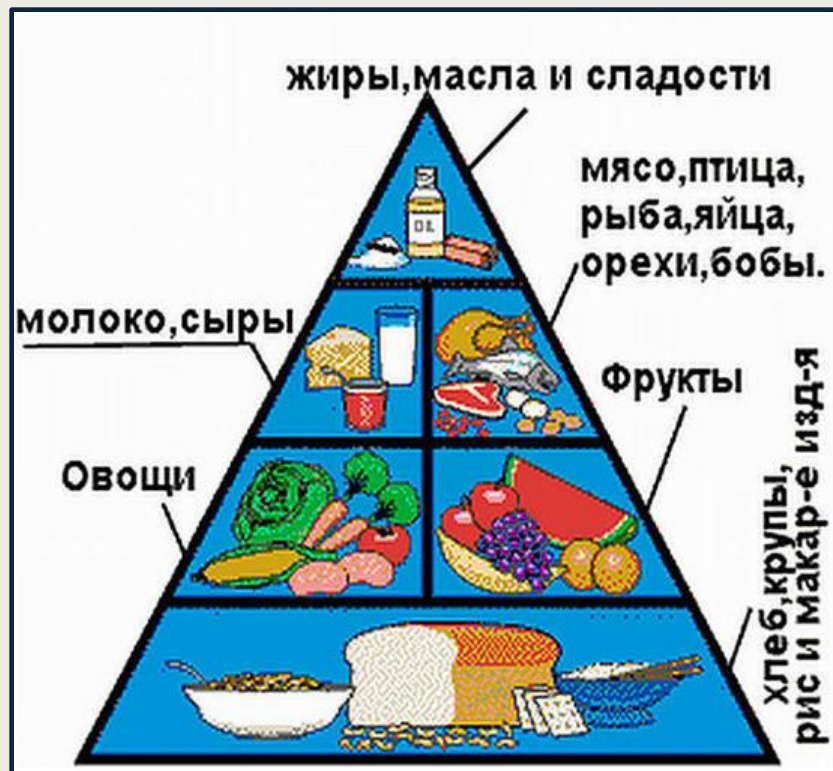 жиры,масла и сладости
мясо,птица,
рыба,яйца,
орехи,бобы.
молоко,сыры
Фрукты
Овощи
хлеб,крупы,
рис и макар-е изд-я
OIL